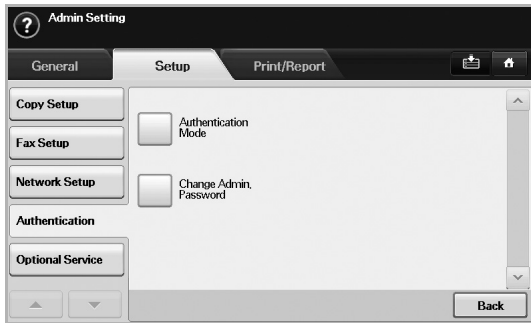 ? Admin Setting
General Setup Print/Report
Copy Setup
Fax Setup
Network Setup
Authentication
Optional Service
Authentication
Mode
Change Admin.
Password
Back